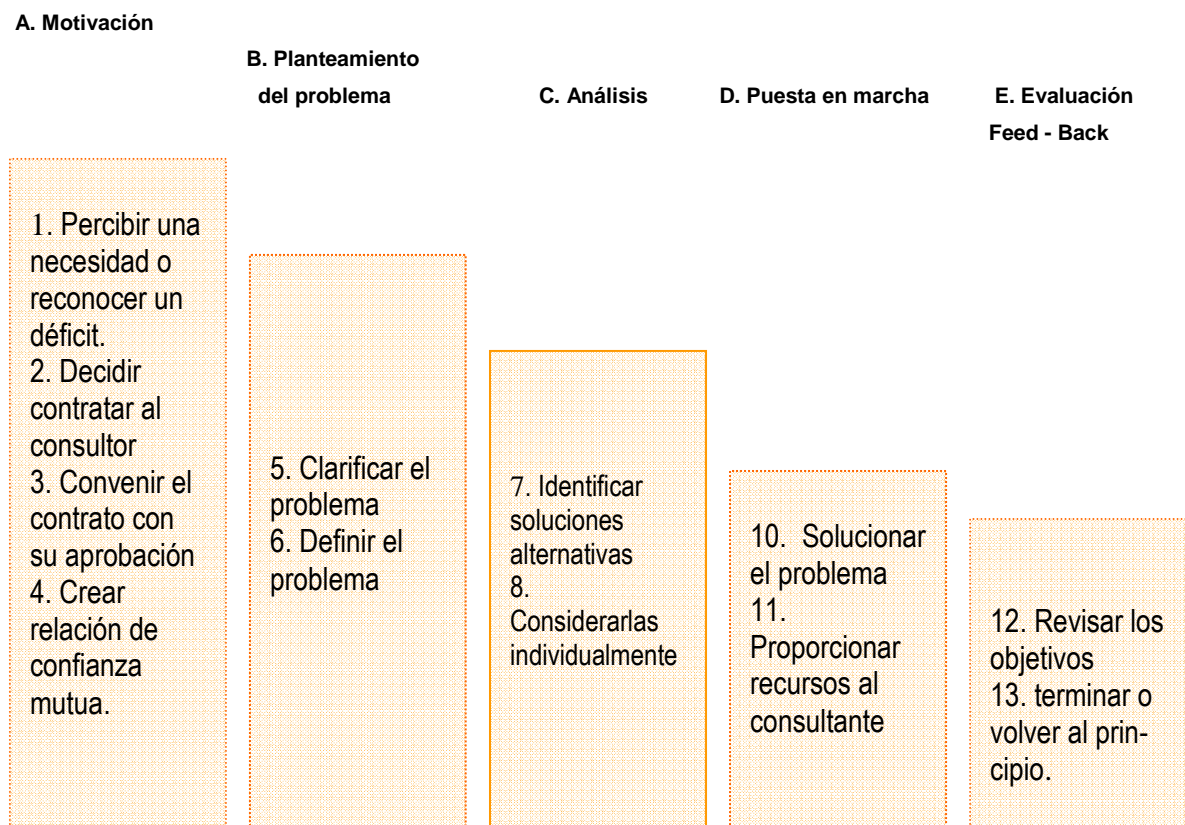 A. Motivación
B. Planteamiento
del problema
C. Análisis
D. Puesta en marcha
E. Evaluación
Feed - Back
1. Percibir una
necesidad o
reconocer un
déficit.
2. Decidir
contratar al
consultor
3. Convenir el
contrato con
su aprobación
4. Crear
relación de
confianza
mutua.
5. Clarificar el
problema
6. Definir el
problema
7. Identificar
soluciones
alternativas
8.
Considerarlas
individualmente
10. Solucionar
el problema
11.
Proporcionar
recursos al
consultante
12. Revisar los
objetivos
13. terminar o
volver al prin-
cipio.